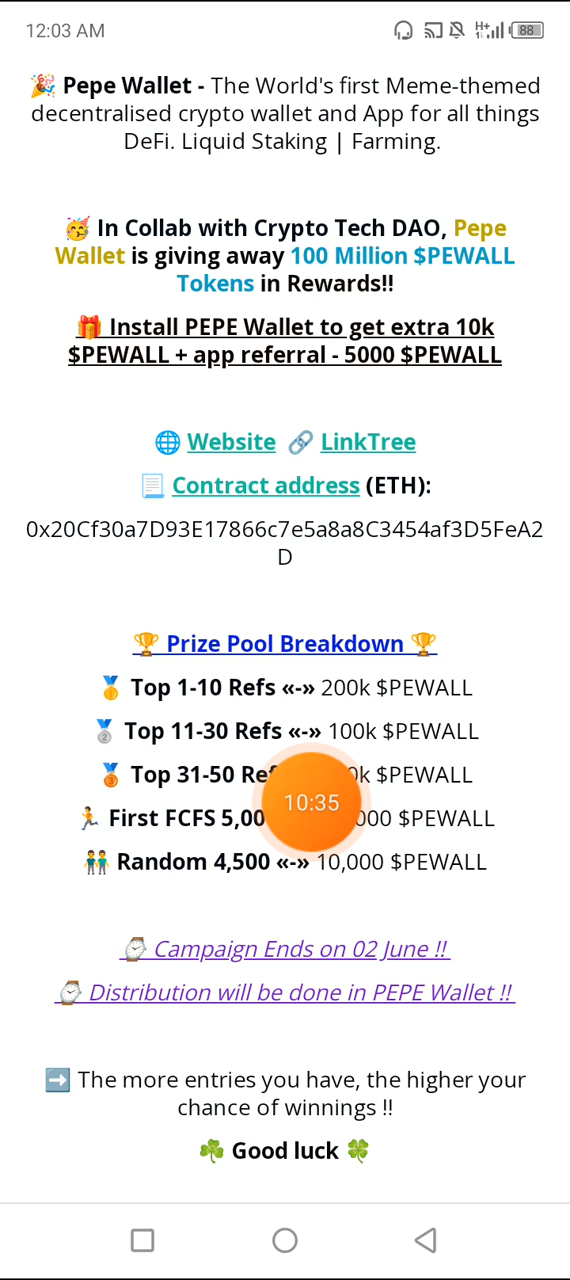 12:03 AM
H+ 88
🎉 Pepe Wallet - The World's first Meme-themed
decentralised crypto wallet and App for all things
DeFi. Liquid Staking | Farming.
🥳 In Collab with Crypto Tech DAO, Pepe
Wallet is giving away 100 Million $PEWALL
Tokens in Rewards!!
🎁 Install PEPE Wallet to get extra 10k
$PEWALL + app referral - 5000 $PEWALL
🌐 Website 🔗 LinkTree
📃 Contract address (ETH):
0x20Cf30a7D93E17866c7e5a8a8C3454af3D5FeA2
D
🏆 Prize Pool Breakdown 🏆
🥇 Top 1-10 Refs «-» 200k $PEWALL
🥈 Top 11-30 Refs «-» 100k $PEWALL
🥉 Top 31-50 $PEWALL
10:35
🏃 First FCFS $PEWALL
👬 Random 4,500 «-» 10,000 $PEWALL
⌚ Campaign Ends on 02 June !!
⌚ Distribution will be done in PEPE Wallet !!
➡️ The more entries you have, the higher your
chance of winnings !!
☘️ Good luck 🍀